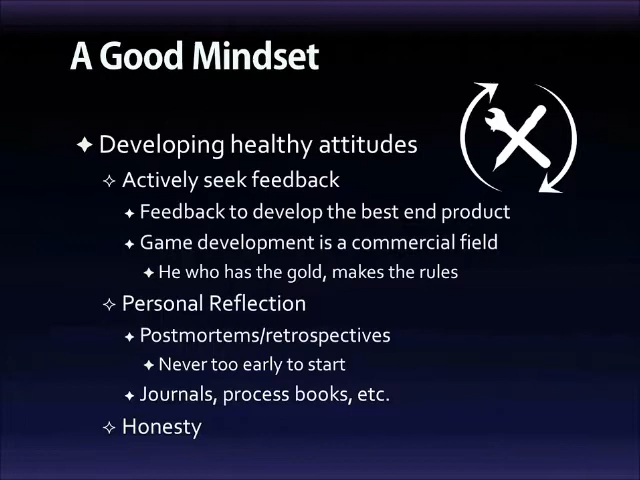 A Good Mindset
Developing healthy attitudes
Actively seek feedback
Feedback to develop the best end product
Game development is a commercial field
He who has the gold, makes the rules
Personal Reflection
Postmortems/retrospectives
Never too early to start
Journals, process books, etc.
Honesty